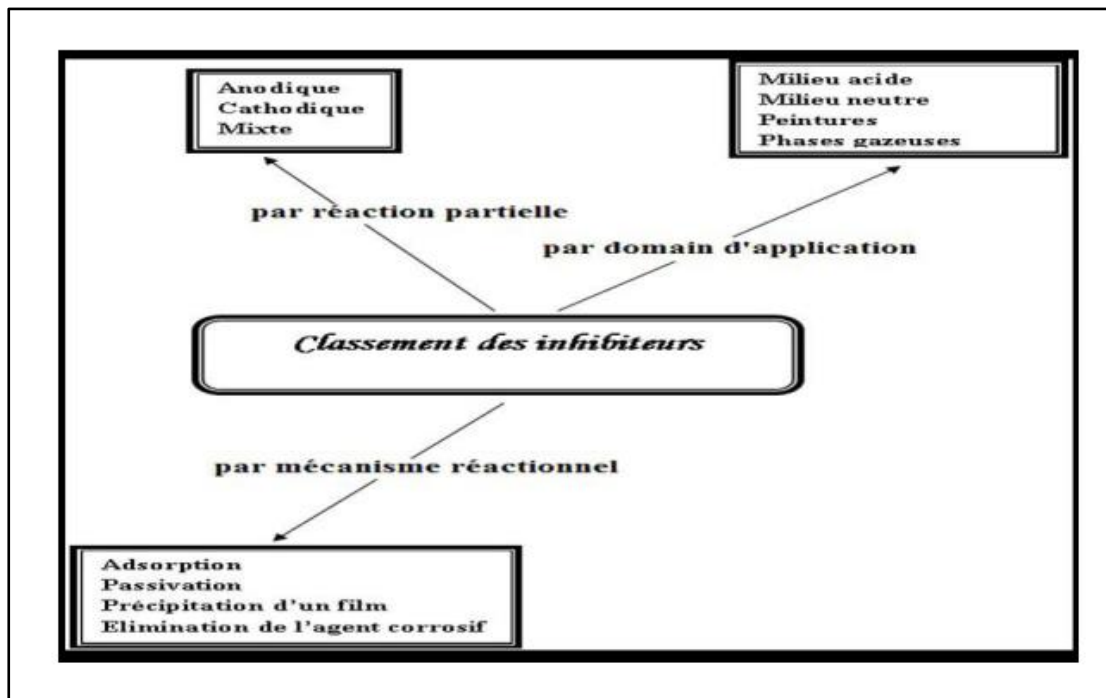 Anodique
Cathodique
Mixte
Milieu acide
Milieu neutre
Peintures
Phases gazeuses
par réaction partielle
par domain d'application
Classement des inhibiteurs
par mécanisme réactionnel
Adsorption
Passivation
Précipitation d'un film
Elimination de l'agent corrosif